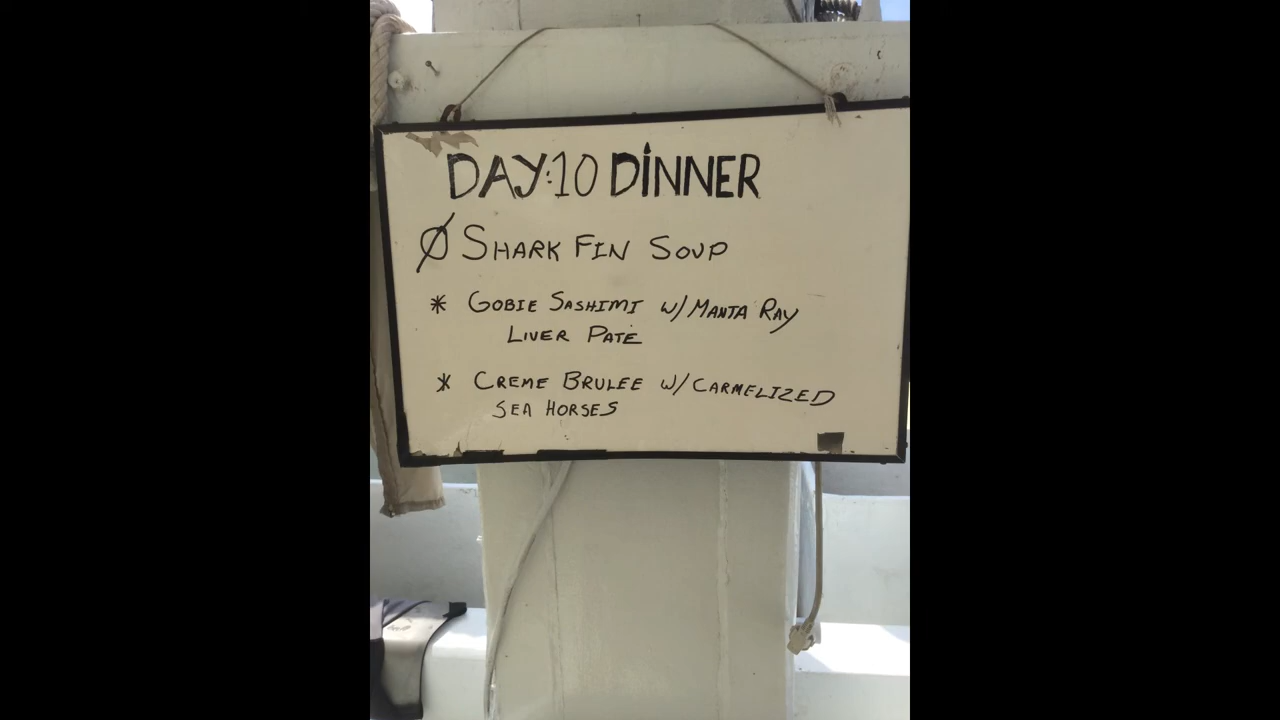 DAY:10 DINNER
Ø SHARK FIN SOUP
* GOBIE SASHIMI W/MANTA RAY
LIVER PATE
* CREME BRULEE W/CARMELIZED
SEA HORSES